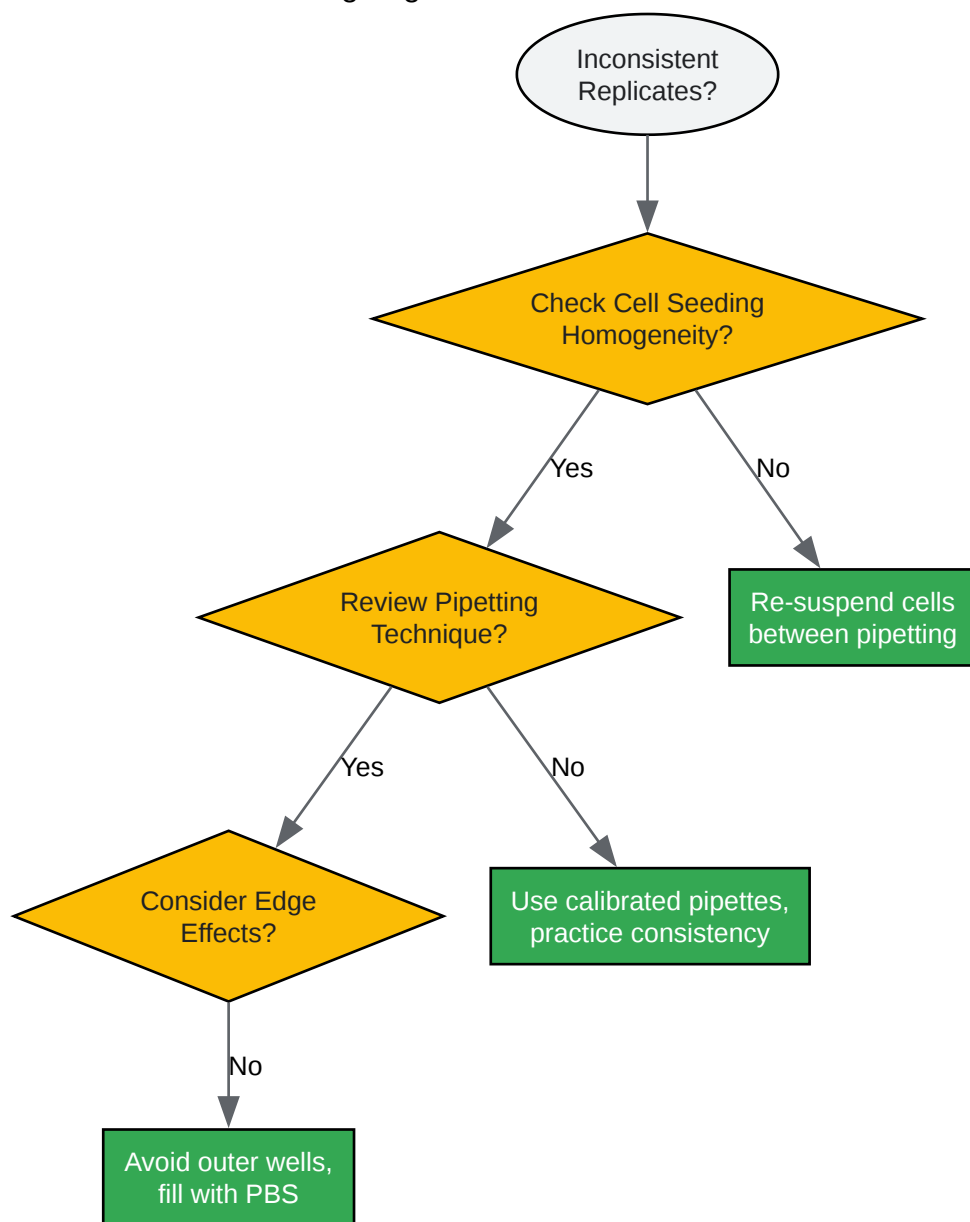 Inconsistent
Replicates?
Check Cell Seeding
Homogeneity?
Yes
No
Review Pipetting
Technique?
Re-suspend cells
between pipetting
Yes
No
Consider Edge
Effects?
Use calibrated pipettes,
practice consistency
No
Avoid outer wells,
fill with PBS